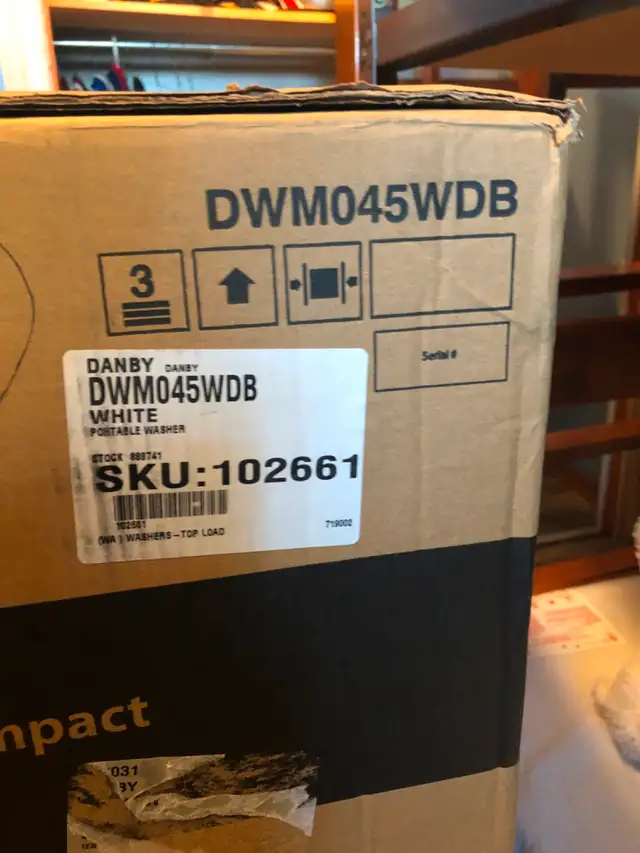 DWM045WDB
3
Serial #
DANBY DANBY
DWM045WDB
WHITE
PORTABLE WASHER
STOCK 888741
SKU:102661
102661
719002
(WA ) WASHERS-TOP LOAD
mpact
031
BY